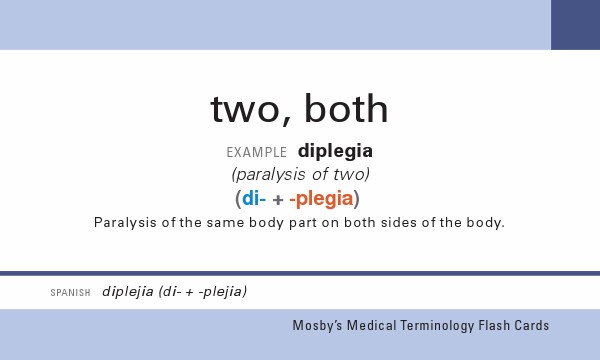 two, both
EXAMPLE diplegia
(paralysis of two)
(di- + -plegia)
Paralysis of the same body part on both sides of the body.
SPANISH diplejia (di- + -plejia)
Mosby's Medical Terminology Flash Cards